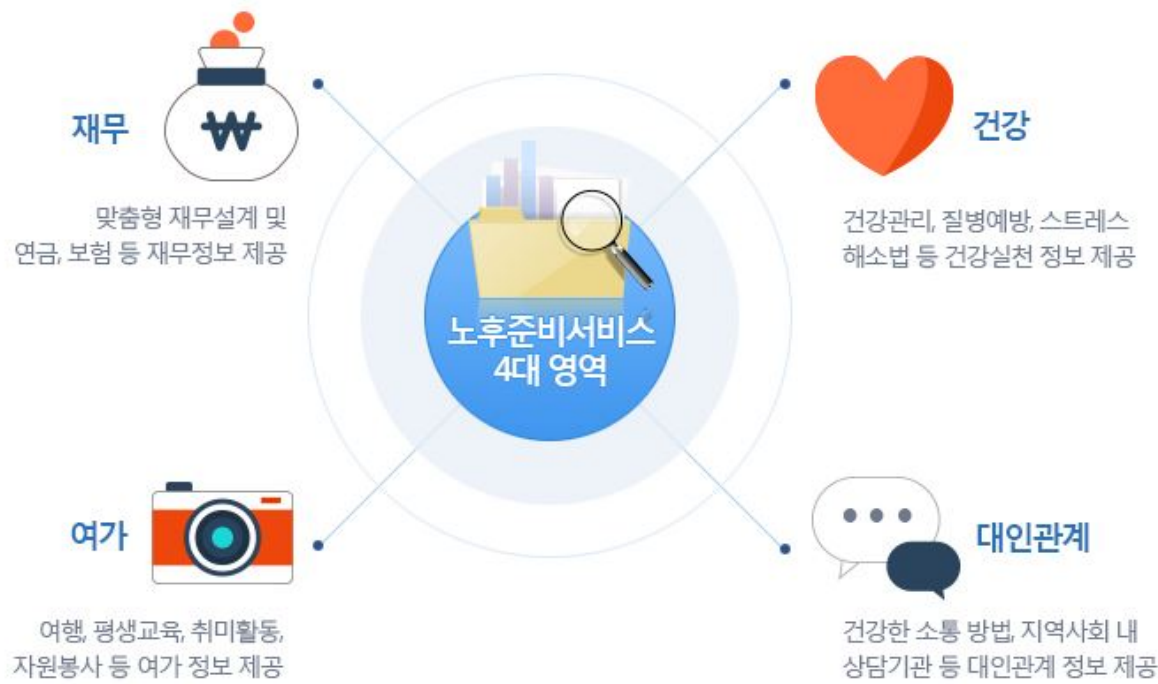 재무
맞춤형 재무설계 및
연금, 보험 등 재무정보 제공
건강
건강관리, 질병예방, 스트레스
해소법 등 건강실천 정보 제공
노후준비서비스
4대 영역
여가
여행, 평생교육, 취미활동,
자원봉사 등 여가 정보 제공
대인관계
건강한 소통 방법, 지역사회 내
상담기관 등 대인관계 정보 제공